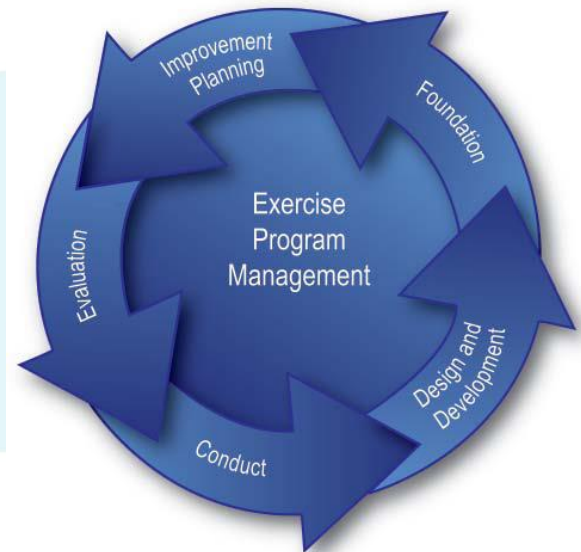 Improvement
Planning
Foundation
Exercise
Program
Management
Evaluation
Design and
Development
Conduct